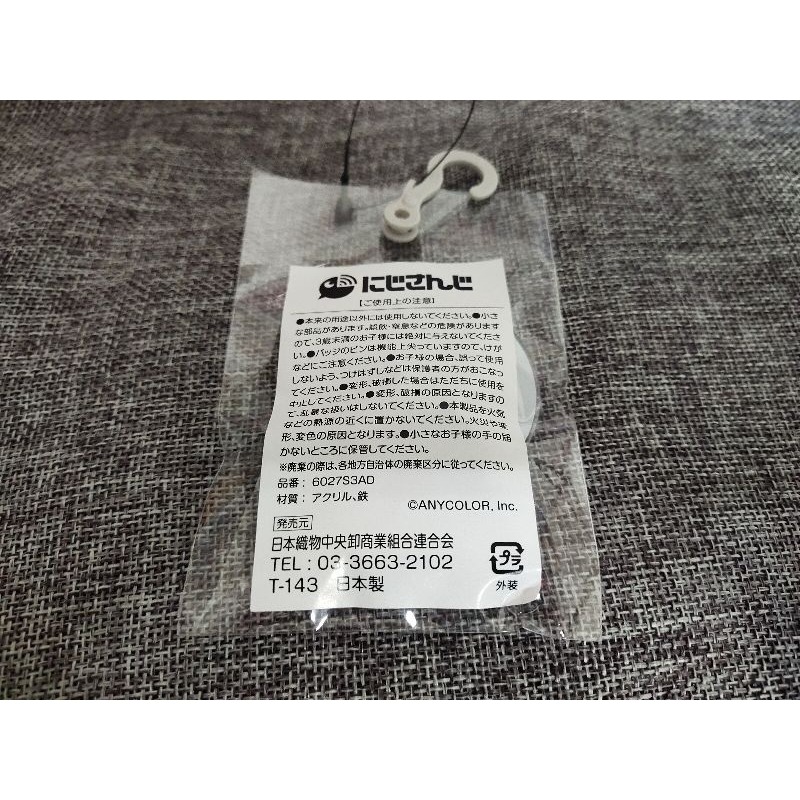 にじさんじ
【ご使用上の注意】
●本来の用途以外には使用しないでください。●小さ
な部品があります。誤飲・窒息などの危険があります
ので、3歳未満のお子様には絶対に与えないでくださ
い。●バッジのピンは機能上尖っていますので、けが
などにご注意ください。●お子様の場合、誤って使用
しないよう、つけはずしなどは保護者の方がおこなっ
てください。●変形、破損した場合はただちに使用を
中止してください。●変形、破損の原因となりますの
で、乱暴な扱いはしないでください。●本製品を火気
などの熱源の近くに置かないでください。火災や変
形、変色の原因となります。●小さなお子様の手の届
かないところに保管してください。
※廃棄の際は、各地方自治体の廃棄区分に従ってください。
品番: 6027S3AD
材質: アクリル、鉄
©ANYCOLOR, Inc.
発売元
日本織物中央卸商業組合連合会
TEL: 03-3663-2102
T-143 日本製
プラ
外装